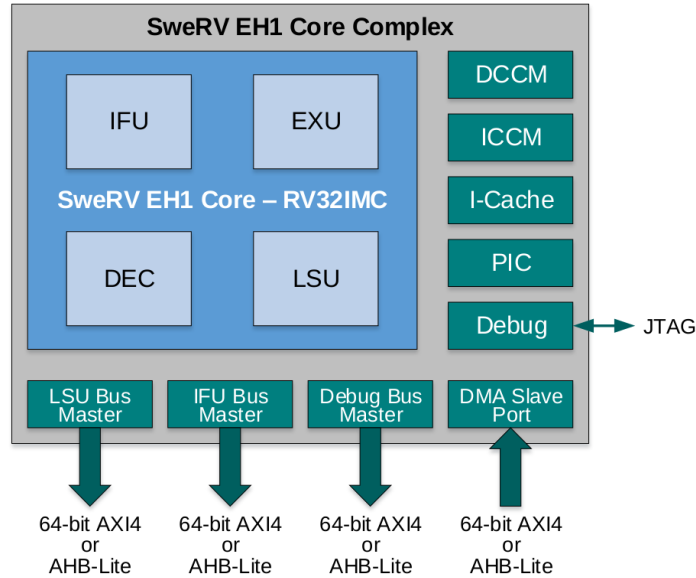 SweRV EH1 Core Complex
IFU
EXU
SweRV EH1 Core – RV32IMC
DEC
LSU
DCCM
ICCM
I-Cache
PIC
Debug
JTAG
LSU Bus
Master
IFU Bus
Master
Debug Bus
Master
DMA Slave
Port
64-bit AXI4
or
AHB-Lite
64-bit AXI4
or
AHB-Lite
64-bit AXI4
or
AHB-Lite
64-bit AXI4
or
AHB-Lite